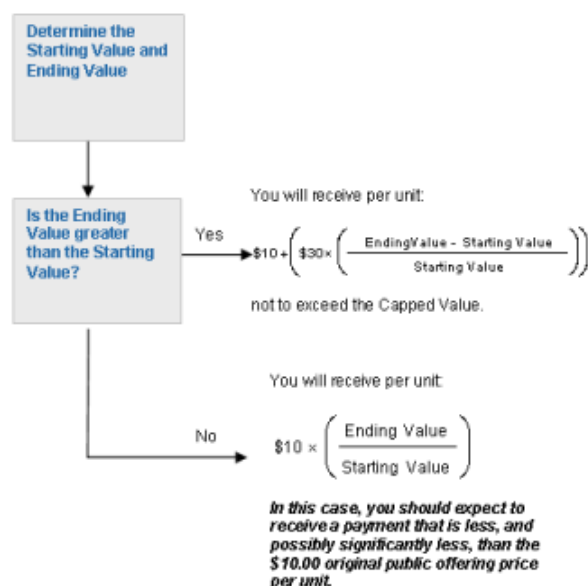 Determine the
Starting Value and
Ending Value
Is the Ending
Value greater
than the Starting
Value?
Yes
You will receive per unit:
$10+($30×(EndingValue - Starting Value
Starting Value))
not to exceed the Capped Value.
No
You will receive per unit:
$10 × (Ending Value
Starting Value)
In this case, you should expect to
receive a payment that is less, and
possibly significantly less, than the
$10.00 original public offering price
per unit.